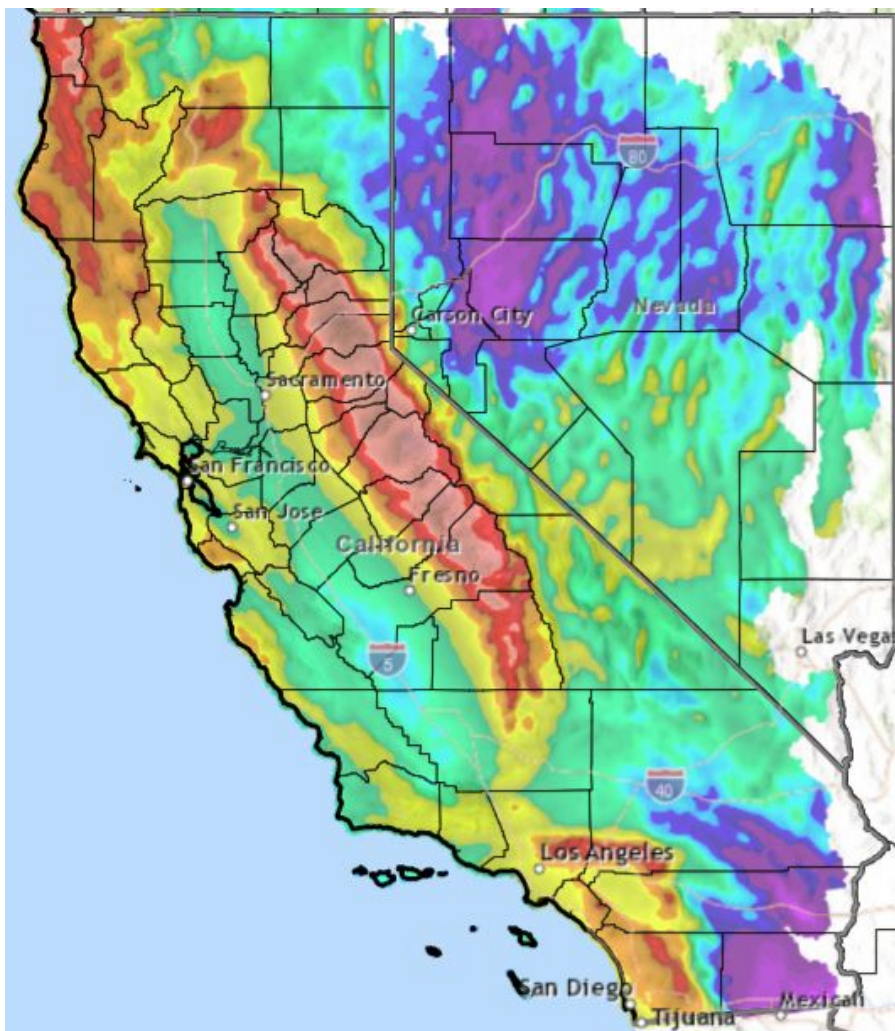 80
Nevada
Carson City
Sacramento
San Francisco
San Jose
California
Fresno
Las Vegas
5
40
Los Angeles
San Diego
Mexicali
Tijuana